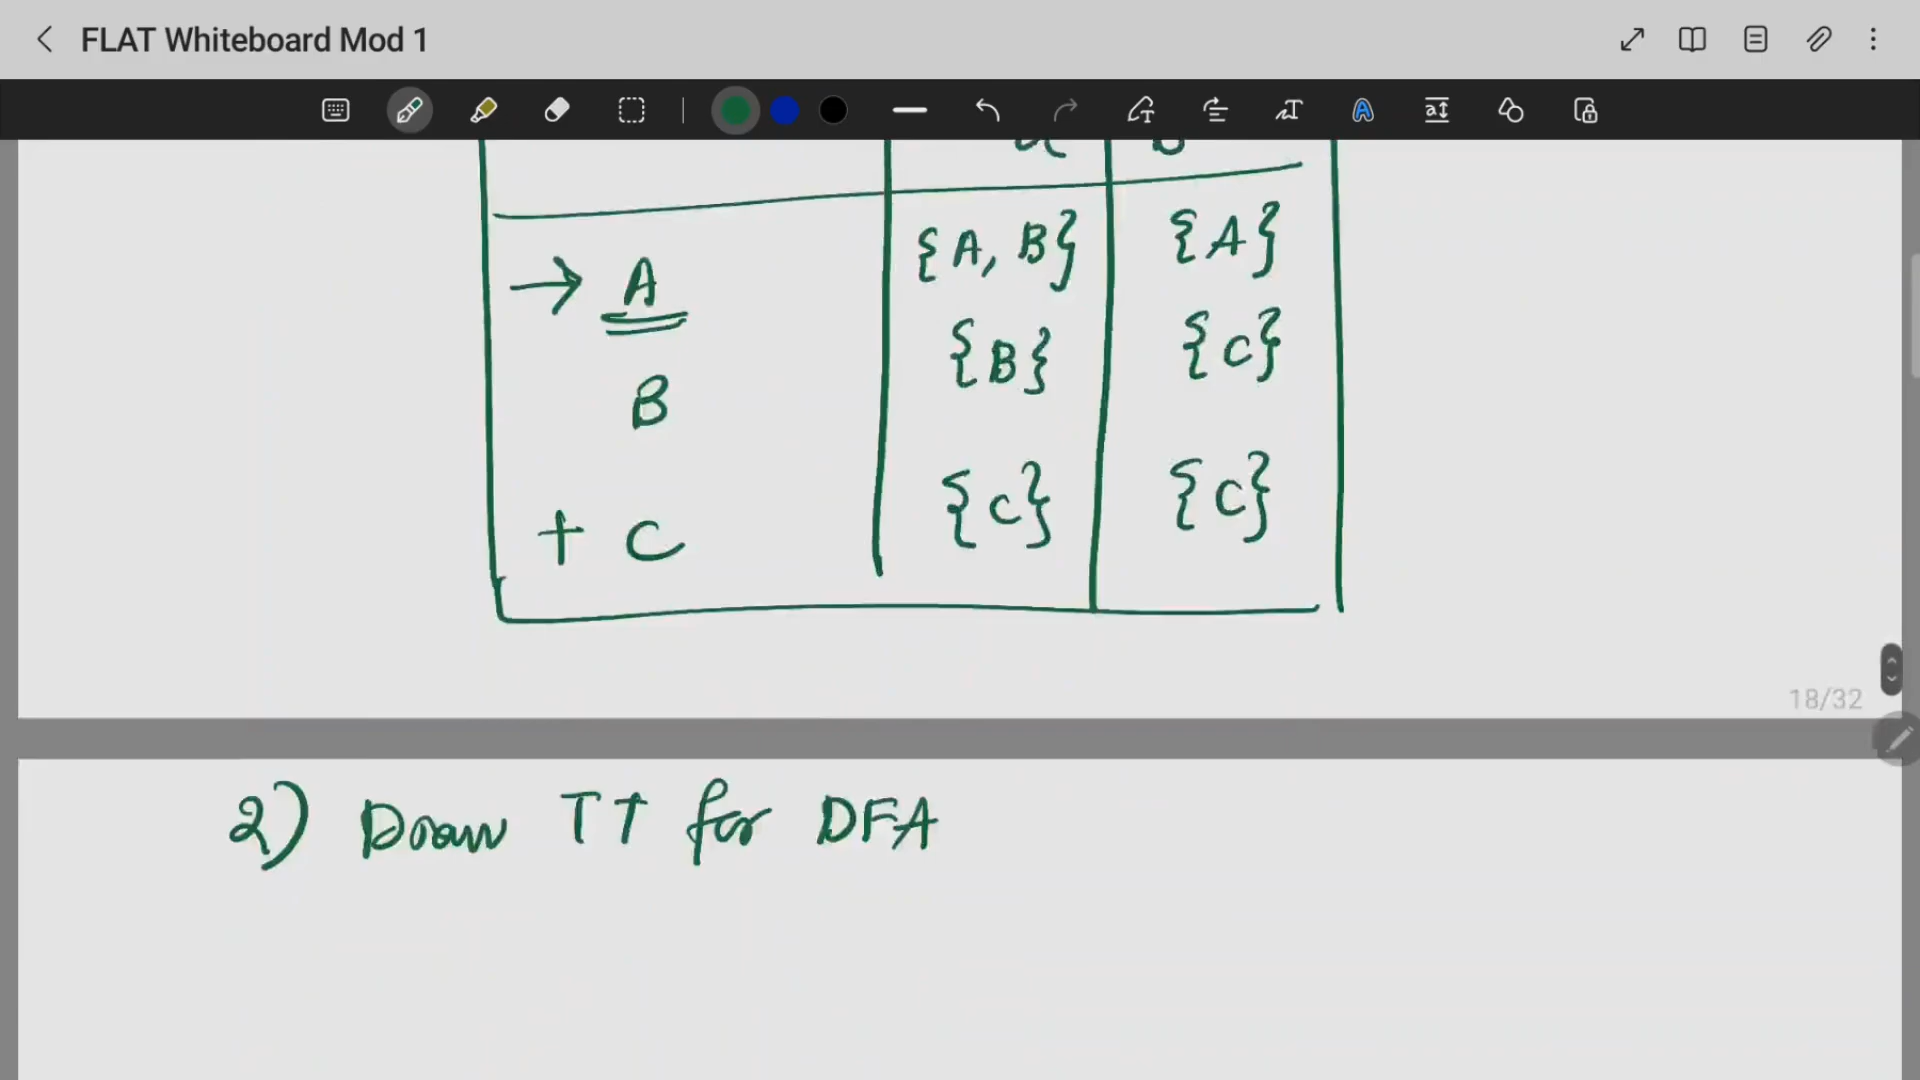 FLAT Whiteboard Mod 1
a b
{A, B} {A}
→ A
{B} {C}
B
{C} {C}
+ C
18/32
2) Draw TT for DFA